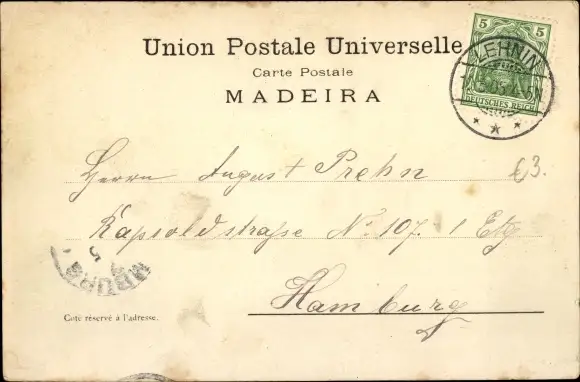 Union Postale Universelle
Carte Postale
MADEIRA
5 5
LEHNIN
DEUTSCHES REICH
Herrn August Prehn
£3.
Kapsoldstraße No. 107. 1 Etg
Hamburg
Coté réservé à l'adresse.